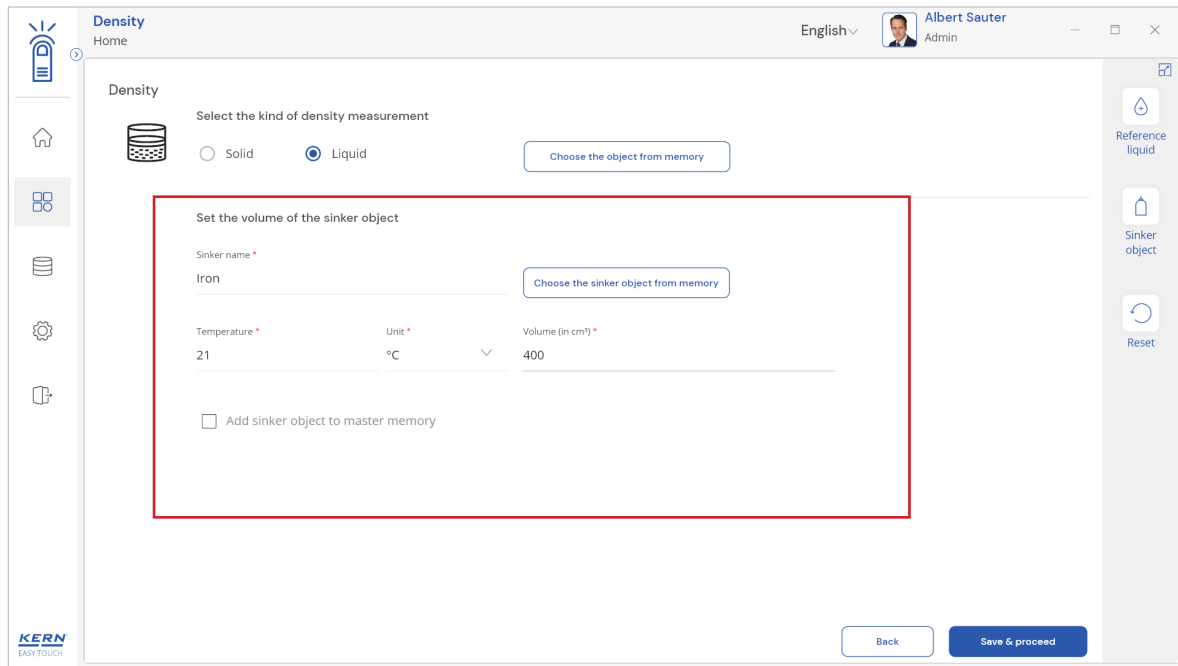 Density
Home
English
Albert Sauter
Admin
Density
Select the kind of density measurement
Solid
Liquid
Choose the object from memory
Set the volume of the sinker object
Sinker name *
Iron
Choose the sinker object from memory
Temperature *
Unit *
Volume (in cm³) *
21
°C
400
Add sinker object to master memory
Back
Save & proceed
Reference
liquid
Sinker
object
Reset
KERN
EASY TOUCH